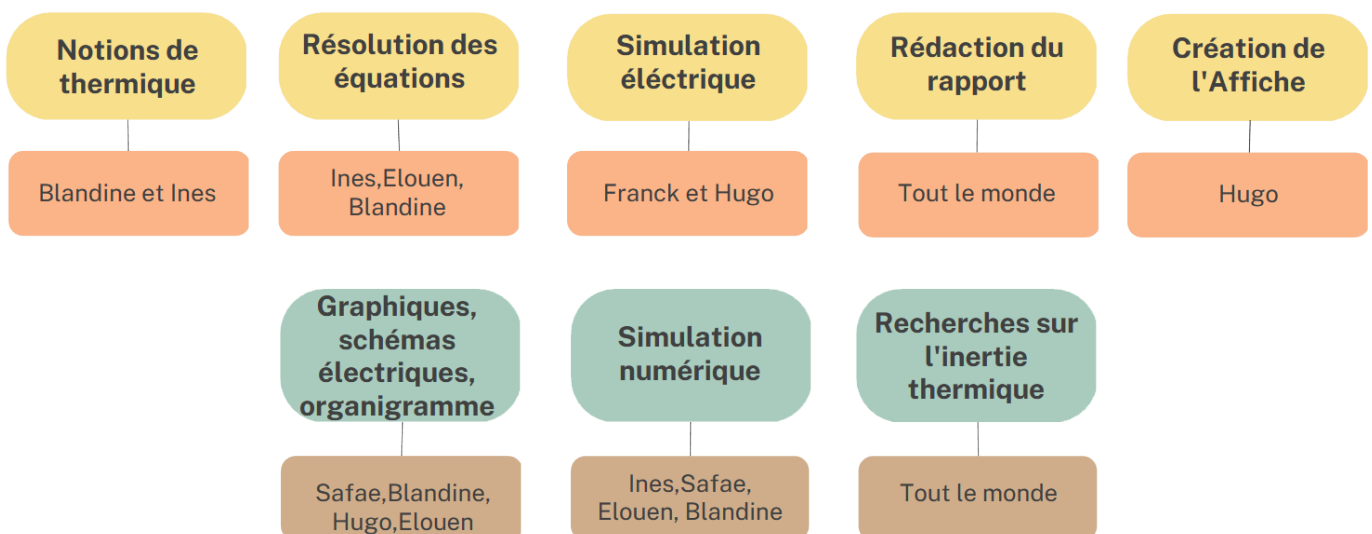 Notions de
thermique
Résolution des
équations
Simulation
éléctrique
Rédaction du
rapport
Création de
l'Affiche
Blandine et Ines
Ines,Elouen,
Blandine
Franck et Hugo
Tout le monde
Hugo
Graphiques,
schémas
électriques,
organigramme
Simulation
numérique
Recherches sur
l'inertie
thermique
Safae,Blandine,
Hugo,Elouen
Ines,Safae,
Elouen, Blandine
Tout le monde